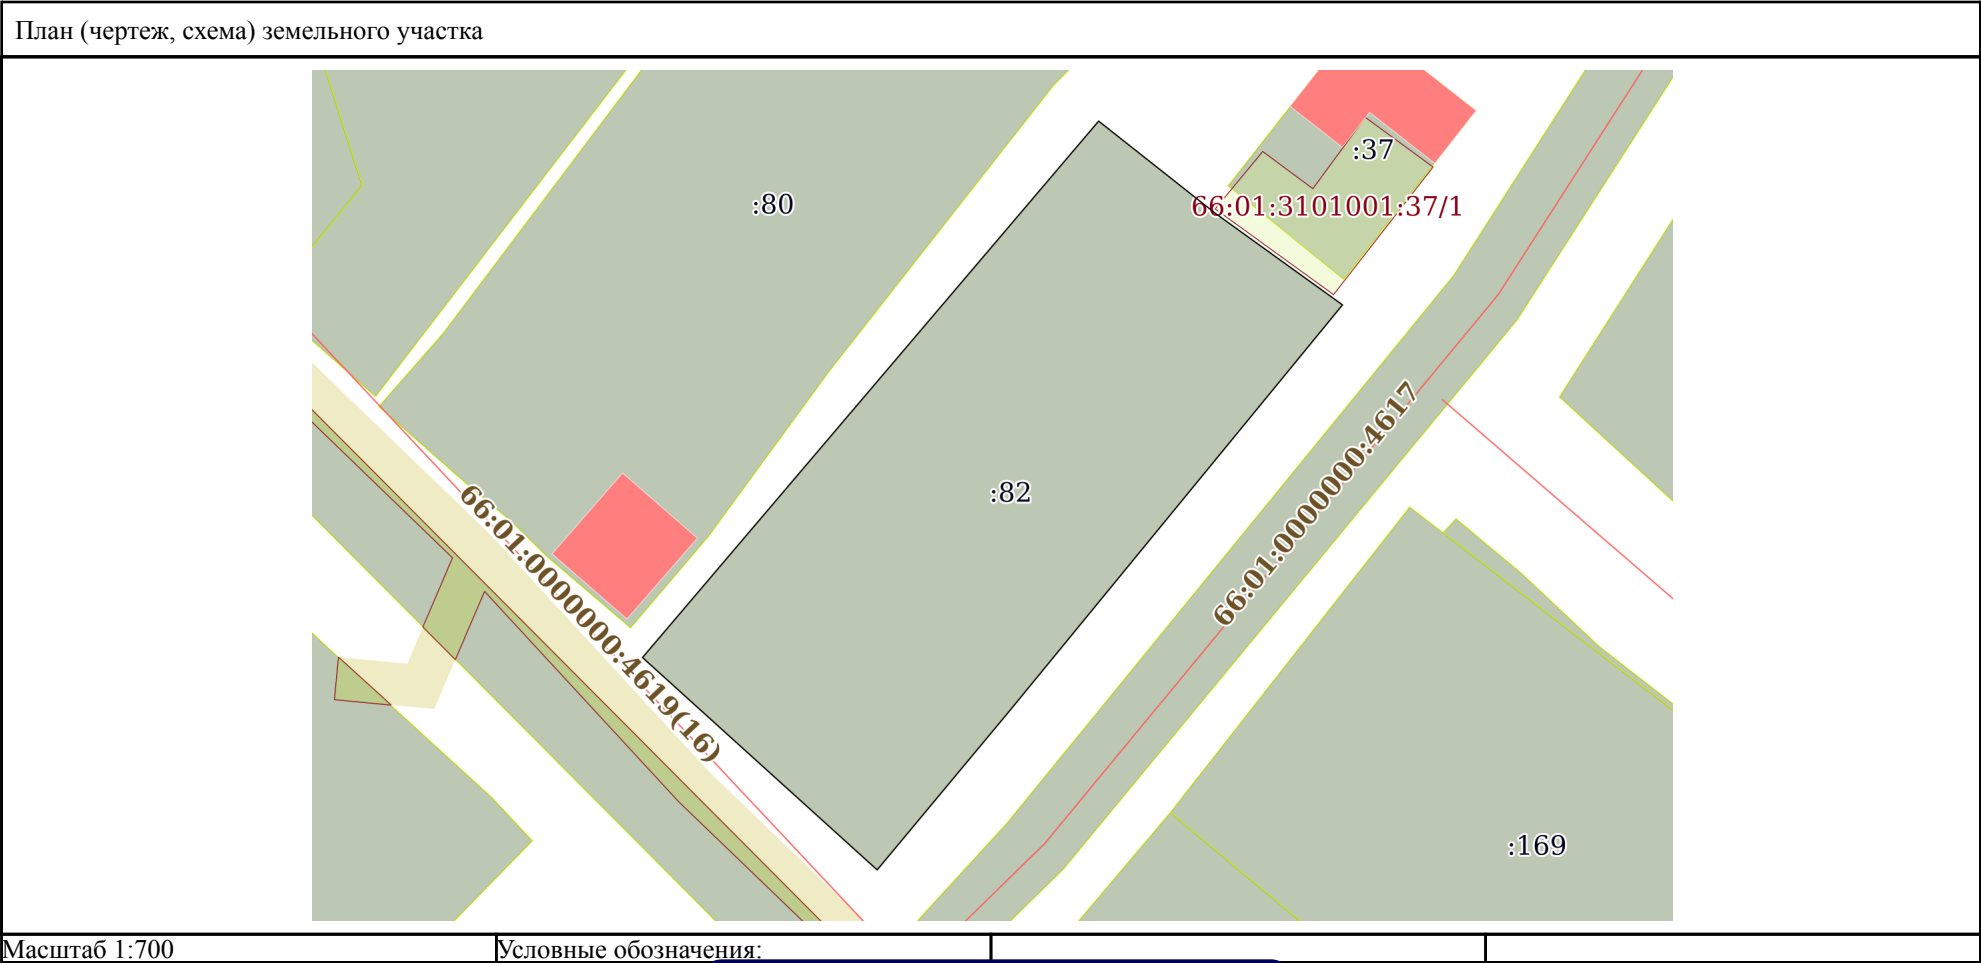 План (чертеж, схема) земельного участка
:37
:80
66:01:3101001:37/1
:82
66:01:0000000:4617
66:01:0000000:4619(16)
:169
Масштаб 1:700
Условные обозначения: